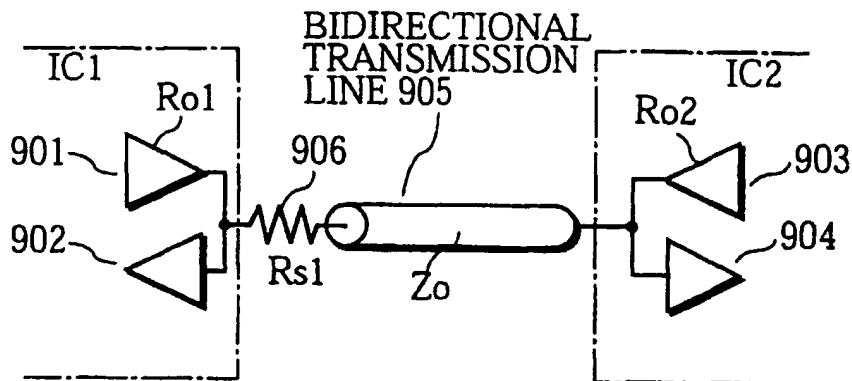 BIDIRECTIONAL
TRANSMISSION
LINE 905
IC1
IC2
Ro1
Ro2
901
906
903
902
904
Rs1
Zo